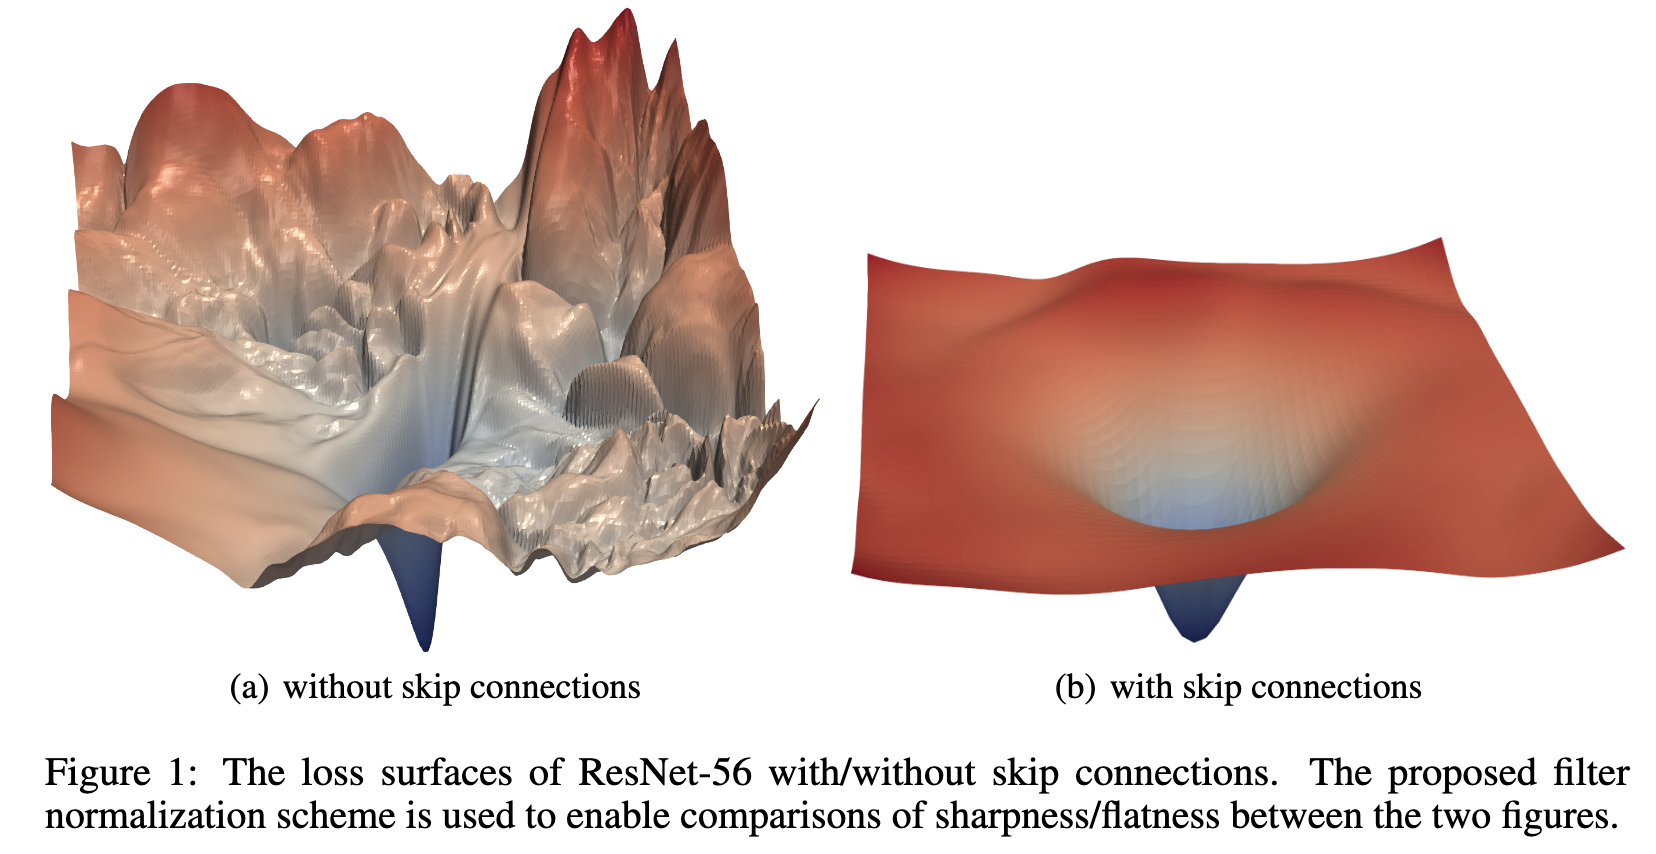 (a) without skip connections
(b) with skip connections
Figure 1: The loss surfaces of ResNet-56 with/without skip connections. The proposed filter
normalization scheme is used to enable comparisons of sharpness/flatness between the two figures.